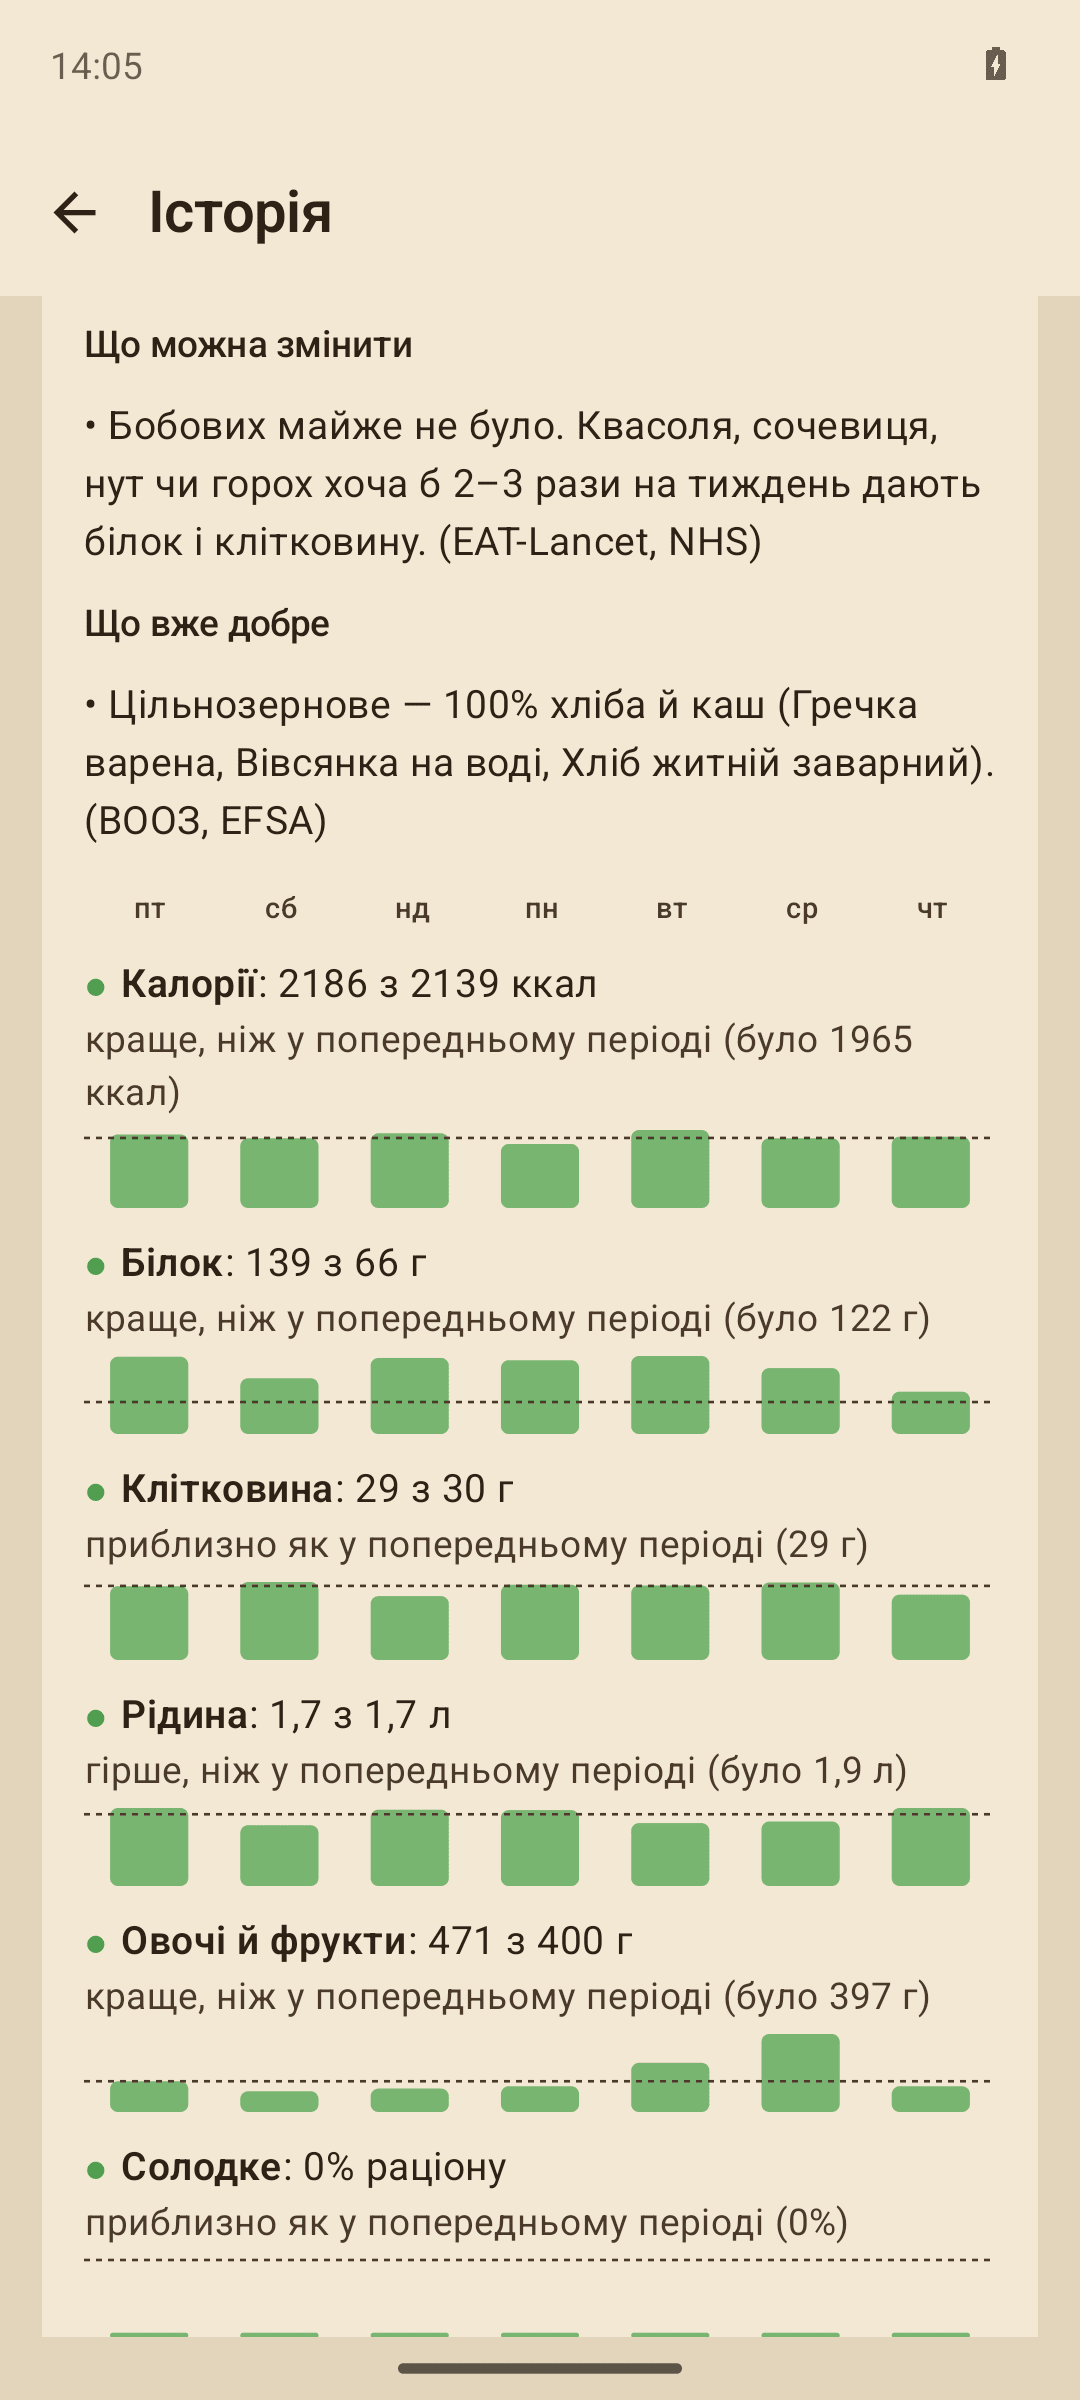 14:05
Історія
Що можна змінити
• Бобових майже не було. Квасоля, сочевиця,
нут чи горох хоча б 2–3 рази на тиждень дають
білок і клітковину. (EAT-Lancet, NHS)
Що вже добре
• Цільнозернове — 100% хліба й каш (Гречка
варена, Вівсянка на воді, Хліб житній заварний).
(ВООЗ, EFSA)
пт сб нд пн вт ср чт
Калорії: 2186 з 2139 ккал
краще, ніж у попередньому періоді (було 1965
ккал)
Білок: 139 з 66 г
краще, ніж у попередньому періоді (було 122 г)
Клітковина: 29 з 30 г
приблизно як у попередньому періоді (29 г)
Рідина: 1,7 з 1,7 л
гірше, ніж у попередньому періоді (було 1,9 л)
Овочі й фрукти: 471 з 400 г
краще, ніж у попередньому періоді (було 397 г)
Солодке: 0% раціону
приблизно як у попередньому періоді (0%)